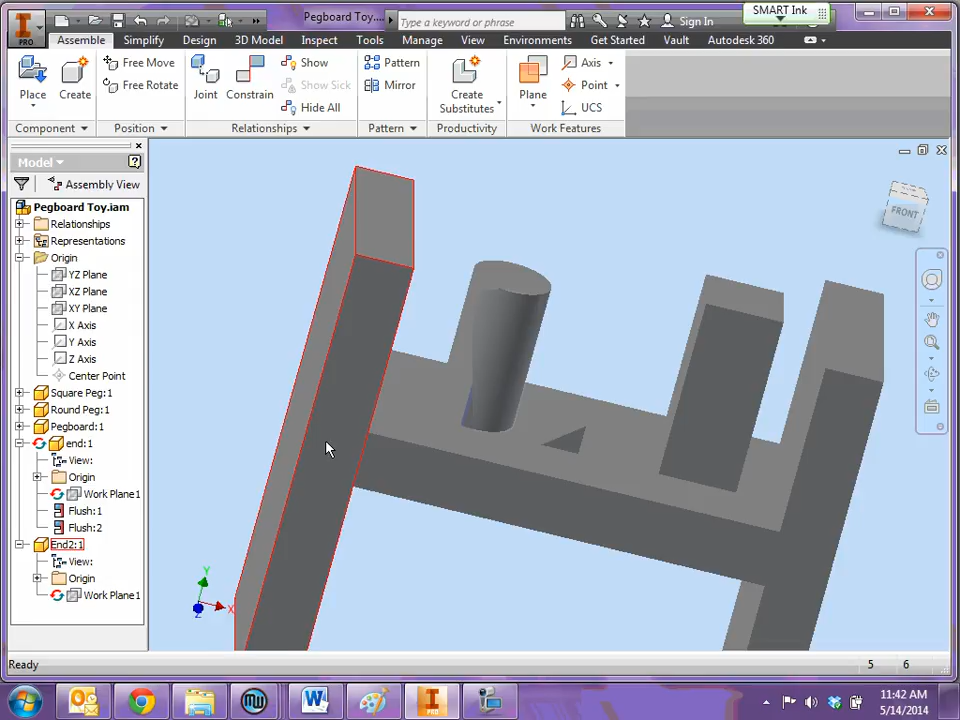 PRO
Pegboard Toy....
Type a keyword or phrase
Sign In
SMART Ink
Assemble Simplify Design 3D Model Inspect Tools Manage View Environments Get Started Vault Autodesk 360
Place
Create
Free Move
Free Rotate
Joint
Constrain
Show
Show Sick
Hide All
Pattern
Mirror
Create
Substitutes
Plane
Axis
Point
UCS
Component
Position
Relationships
Pattern
Productivity
Work Features
Model
Assembly View
Pegboard Toy.iam
Relationships
Representations
Origin
YZ Plane
XZ Plane
XY Plane
X Axis
Y Axis
Z Axis
Center Point
Square Peg:1
Round Peg:1
Pegboard:1
end:1
View:
Origin
Work Plane1
Flush:1
Flush:2
End2:1
View:
Origin
Work Plane1
FRONT
Y
X
Z
Ready
5
6
W
PRO
11:42 AM
5/14/2014